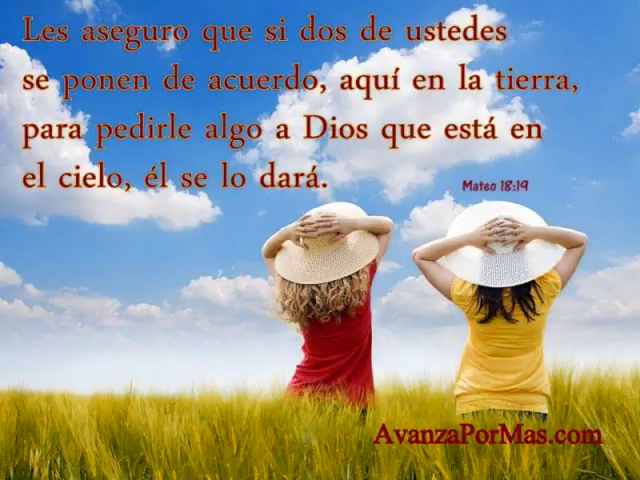 Les aseguro que si dos de ustedes
se ponen de acuerdo, aquí en la tierra,
para pedirle algo a Dios que está en
el cielo, él se lo dará.
Mateo 18:19
AvanzaPorMas.com